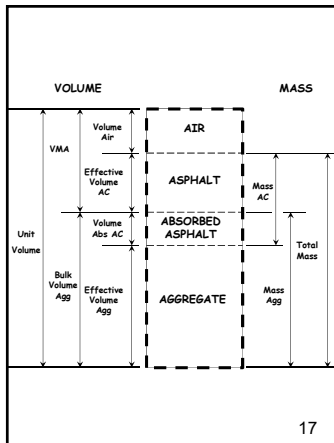 VOLUME
MASS
Volume
Air
AIR
VMA
Effective
Volume
AC
ASPHALT
Mass
AC
Volume
Abs AC
ABSORBED
ASPHALT
Unit
Volume
Total
Mass
Bulk
Volume
Agg
Effective
Volume
Agg
AGGREGATE
Mass
Agg
17